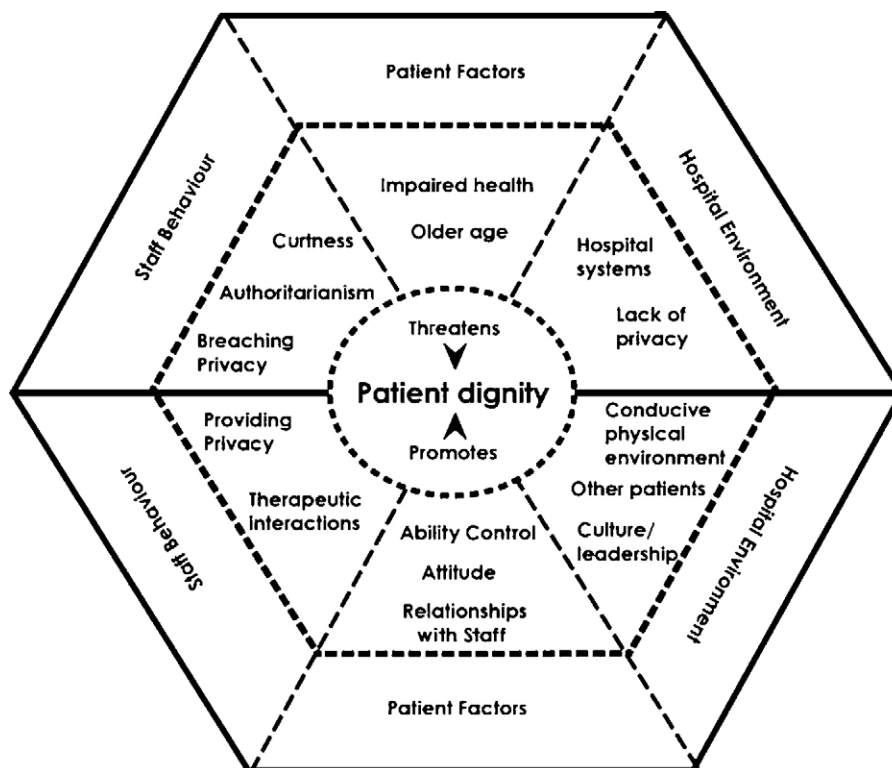 Patient Factors
Staff Behaviour
Hospital Environment
Impaired health
Older age
Curtness
Authoritarianism
Breaching
Privacy
Hospital
systems
Lack of
privacy
Threatens
Patient dignity
Promotes
Providing
Privacy
Therapeutic
Interactions
Ability Control
Attitude
Relationships
with Staff
Conducive
physical
environment
Other patients
Culture/
leadership
Staff Behaviour
Hospital Environment
Patient Factors